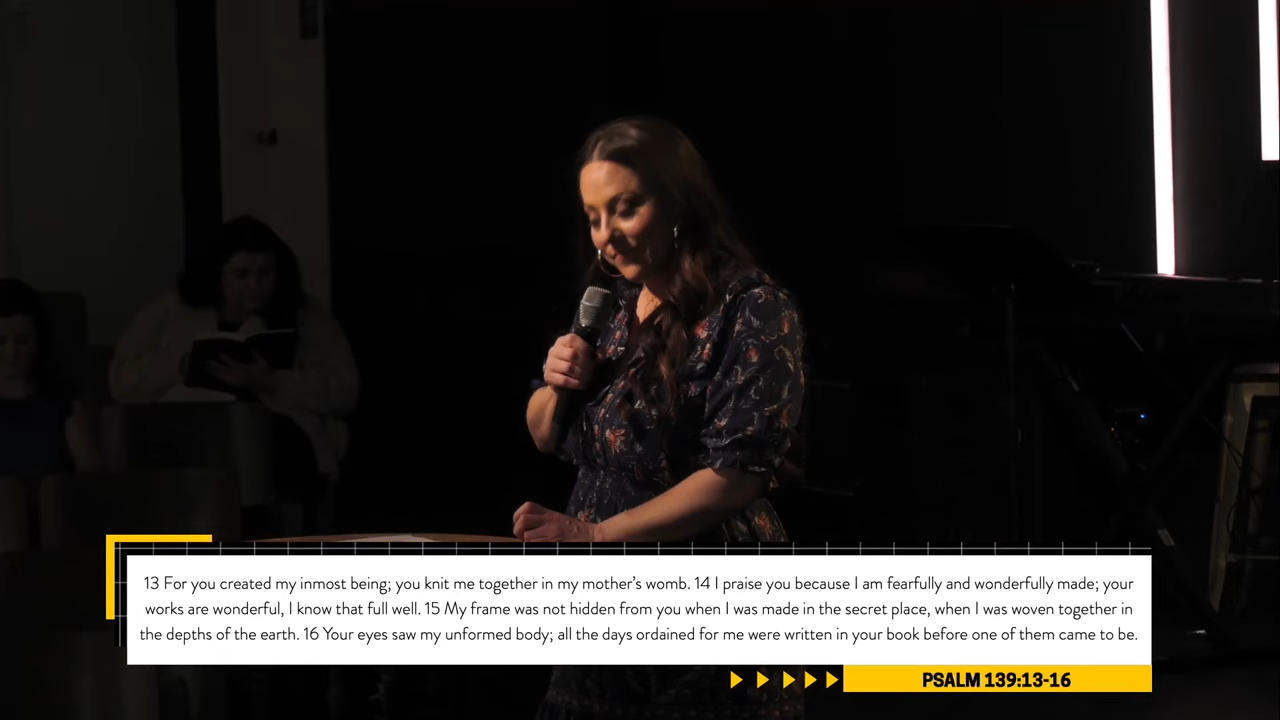 13 For you created my inmost being; you knit me together in my mother's womb. 14 I praise you because I am fearfully and wonderfully made; your
works are wonderful, I know that full well. 15 My frame was not hidden from you when I was made in the secret place, when I was woven together in
the depths of the earth. 16 Your eyes saw my unformed body; all the days ordained for me were written in your book before one of them came to be.
PSALM 139:13-16